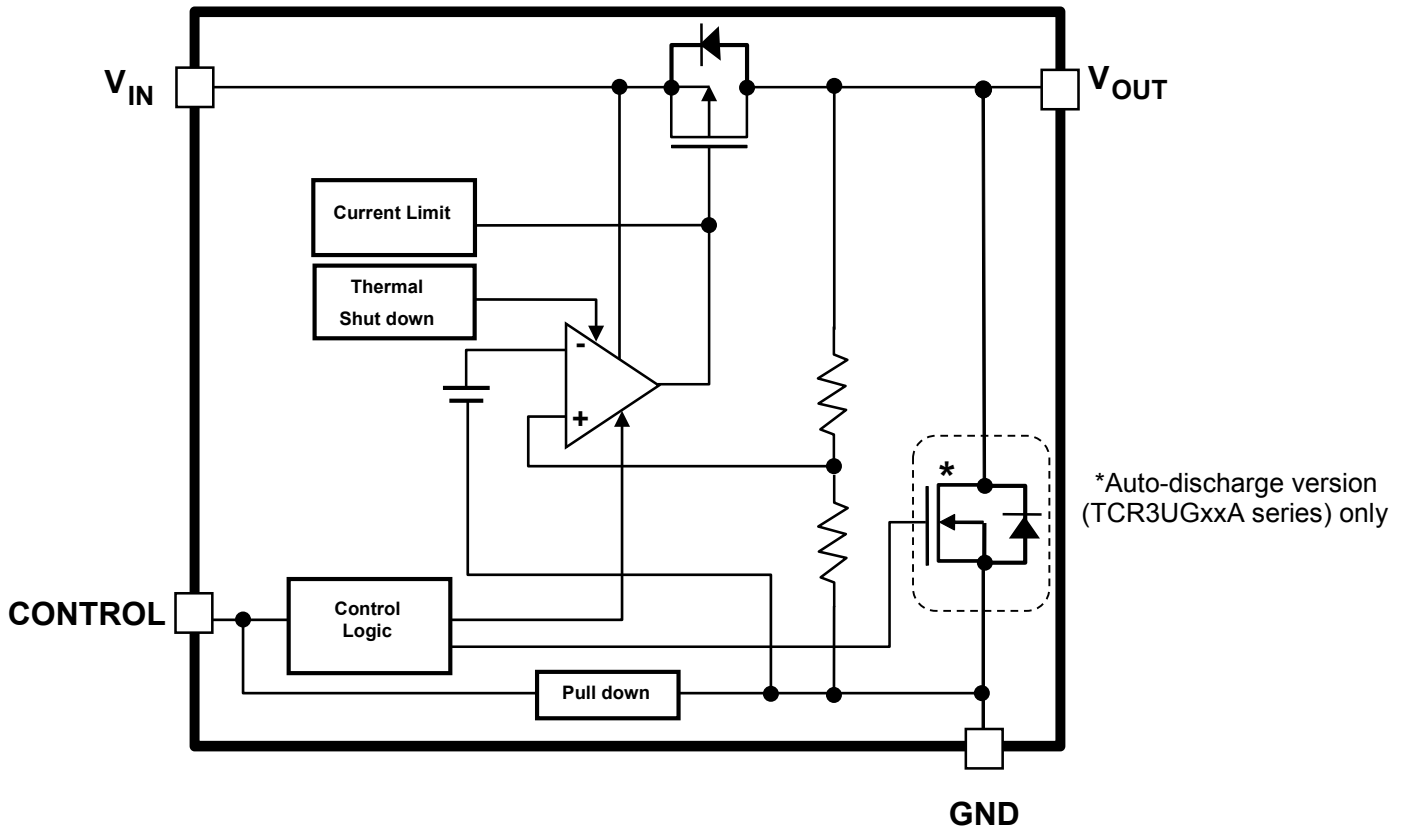 VIN
VOUT
Current Limit
Thermal
Shut down
-
+
*
*Auto-discharge version
(TCR3UGxxA series) only
CONTROL
Control
Logic
Pull down
GND